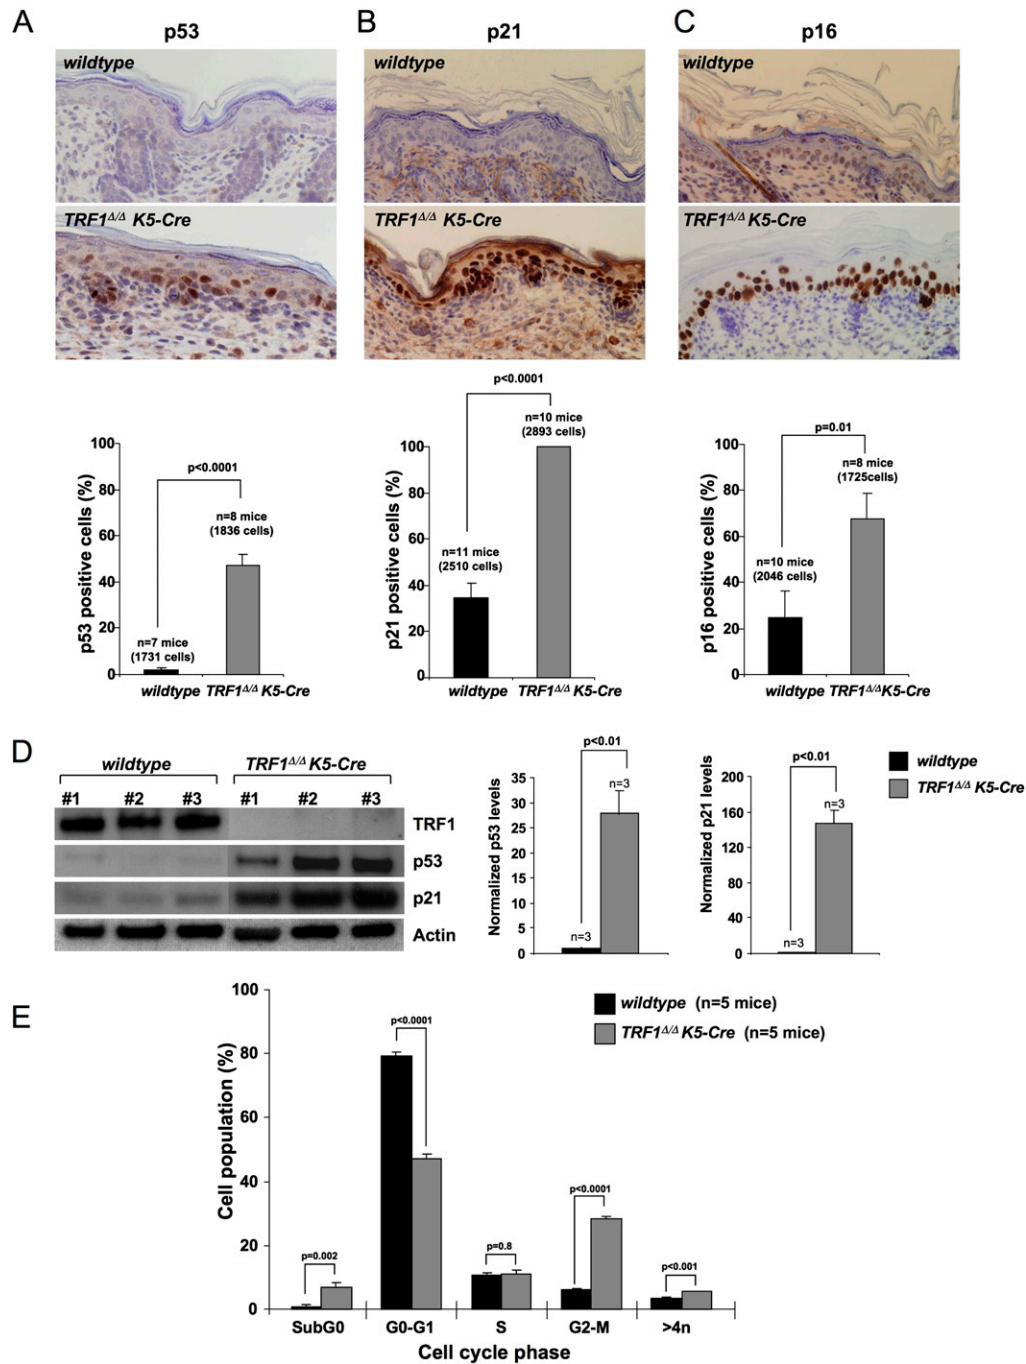 A
p53
B
p21
C
p16
wildtype
wildtype
wildtype
TRF1Δ/Δ K5-Cre
TRF1Δ/Δ K5-Cre
TRF1Δ/Δ K5-Cre
p53 positive cells (%)
100
80
60
40
20
0
p<0.0001
n=8 mice
(1836 cells)
n=7 mice
(1731 cells)
wildtype
TRF1Δ/Δ K5-Cre
p21 positive cells (%)
100
80
60
40
20
0
p<0.0001
n=10 mice
(2893 cells)
n=11 mice
(2510 cells)
wildtype
TRF1Δ/Δ K5-Cre
p16 positive cells (%)
100
80
60
40
20
0
p=0.01
n=8 mice
(1725cells)
n=10 mice
(2046 cells)
wildtype
TRF1Δ/ΔK5-Cre
D
wildtype
TRF1Δ/Δ K5-Cre
#1 #2 #3 #1 #2 #3
TRF1
p53
p21
Actin
Normalized p53 levels
35
30
25
20
15
10
5
0
p<0.01
n=3
n=3
Normalized p21 levels
200
160
120
80
40
0
p<0.01
n=3
n=3
wildtype
TRF1Δ/Δ K5-Cre
E
Cell population (%)
100
80
60
40
20
0
wildtype (n=5 mice)
TRF1Δ/Δ K5-Cre (n=5 mice)
p=0.002
p<0.0001
p=0.8
p<0.0001
p<0.001
SubG0
G0-G1
S
G2-M
>4n
Cell cycle phase